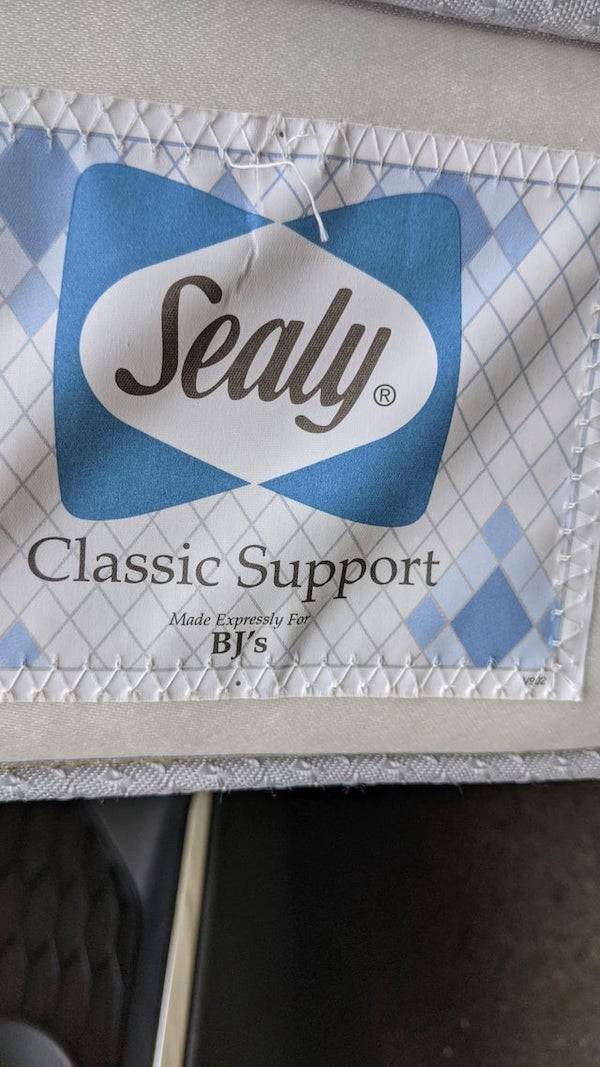 Sealy®
Classic Support
Made Expressly For
BJ's